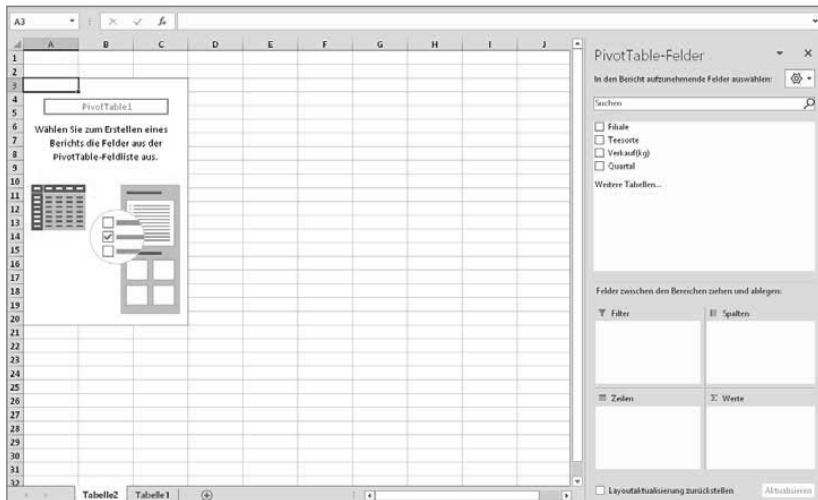 A3
fx
A B C D E F G H I J
1
2
3
4
5
6
7
8
9
10
11
12
13
14
15
16
17
18
19
20
21
22
23
24
25
26
27
28
29
30
31
32
PivotTable1
Wählen Sie zum Erstellen eines
Berichts die Felder aus der
PivotTable-Feldliste aus.
Tabelle2 Tabelle1
PivotTable-Felder
In den Bericht aufzunehmende Felder auswählen:
Suchen
Filiale
Teesorte
Verkauf(kg)
Quartal
Weitere Tabellen...
Felder zwischen den Bereichen ziehen und ablegen:
Filter
Spalten
Zeilen
Σ Werte
Layoutaktualisierung zurückstellen
Aktualisieren